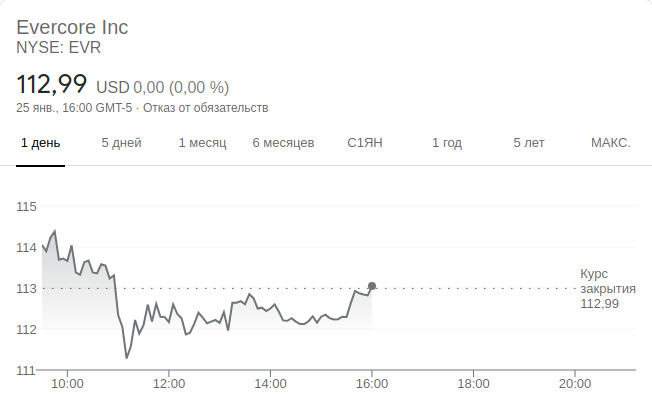 Evercore Inc
NYSE: EVR
112,99 USD 0,00 (0,00 %)
25 янв., 16:00 GMT-5 · Отказ от обязательств
1 день 5 дней 1 месяц 6 месяцев С1ЯН 1 год 5 лет МАКС.
115
114
113
112
111
Курс
закрытия
112,99
10:00 12:00 14:00 16:00 18:00 20:00